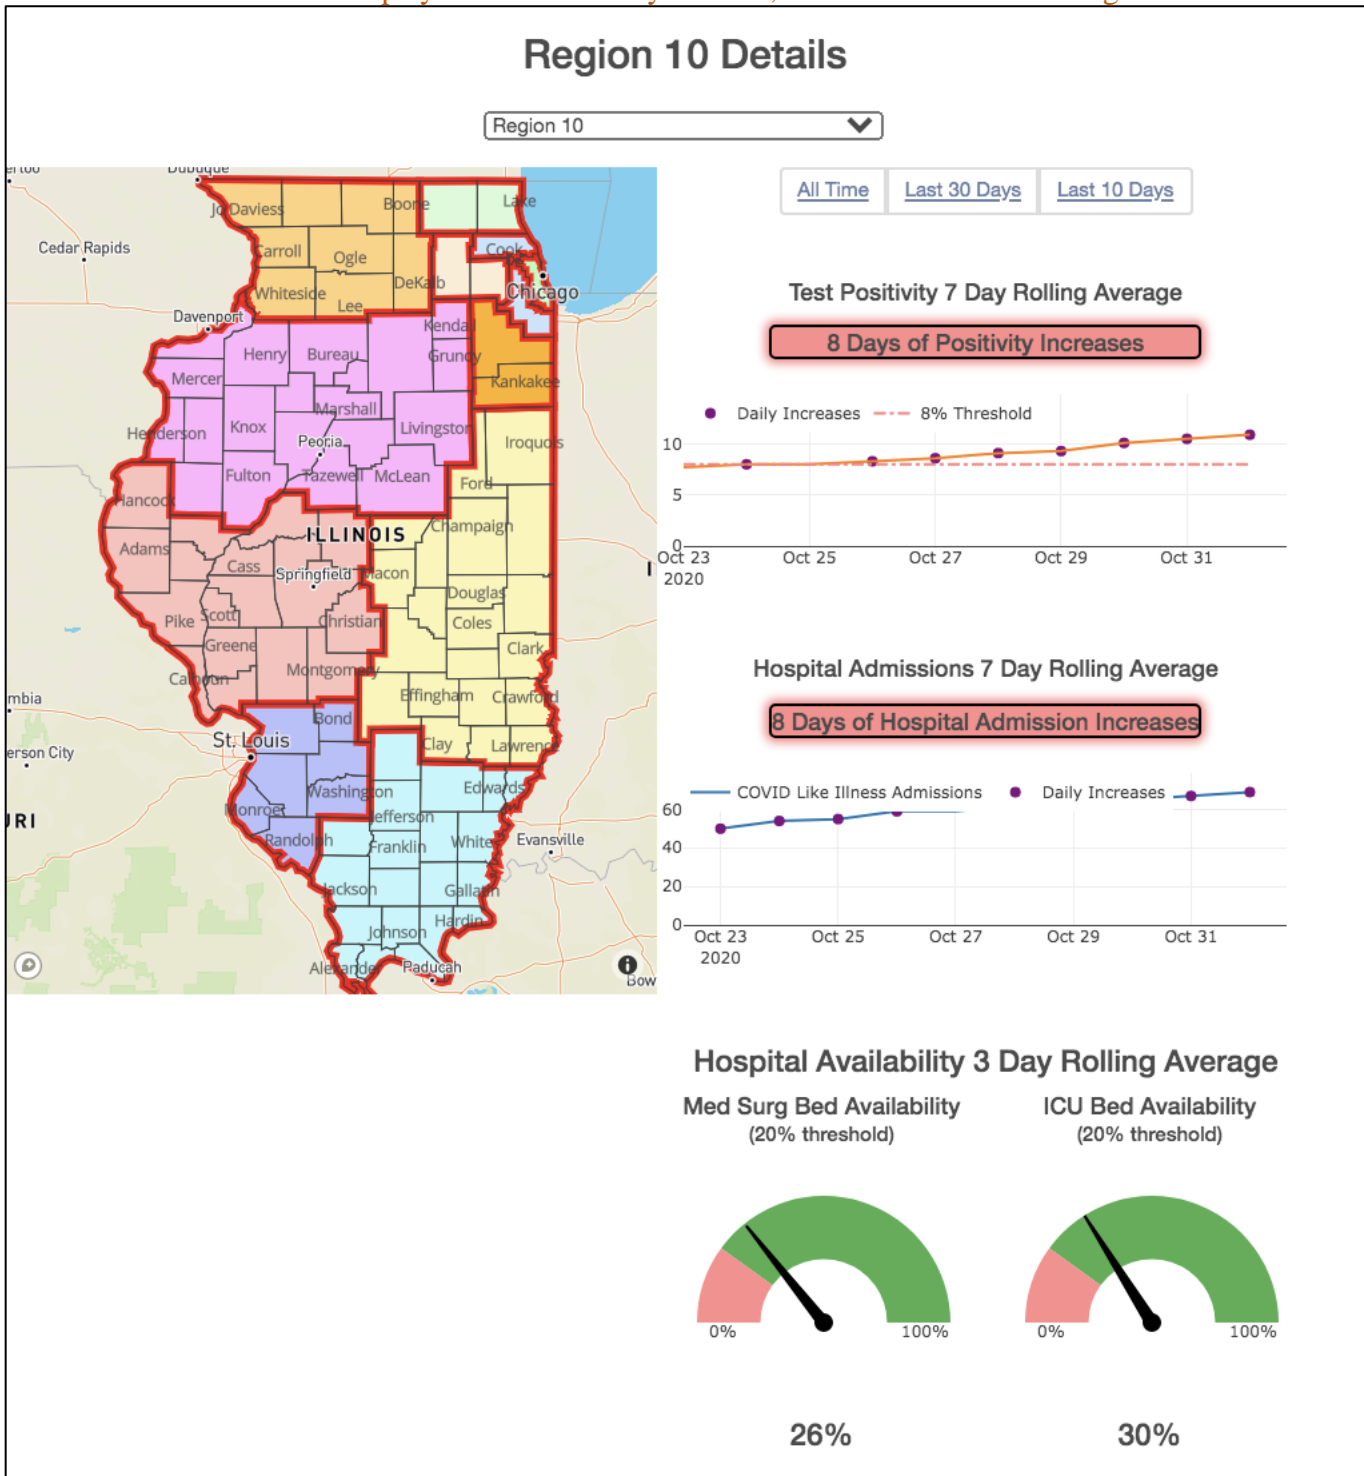 Region 10 Details
Region 10
Dubuque
Jo Daviess
Boone
Lake
Cedar Rapids
Carroll
Ogle
Cook
DeKalb
Whiteside
Lee
Chicago
Davenport
Kendall
Henry
Bureau
Grundy
Mercer
Kankakee
Marshall
Henderson
Knox
Livingston
Peoria
Iroquois
Fulton
Tazewell
McLean
Ford
Hancock
ILLINOIS
Champaign
Adams
Cass
Springfield
Macon
Douglas
Pike
Scott
Christian
Coles
Greene
Clark
Calhoun
Montgomery
mbia
Effingham
Crawford
Bond
St. Louis
Clay
Lawrence
erson City
Washington
Edwards
Monroe
Jefferson
URI
Randolph
Franklin
White
Evansville
Jackson
Gallatin
Hardin
Johnson
Alexander
Paducah
Bow
All Time
Last 30 Days
Last 10 Days
Test Positivity 7 Day Rolling Average
8 Days of Positivity Increases
Daily Increases
8% Threshold
10
5
0
Oct 23
2020
Oct 25
Oct 27
Oct 29
Oct 31
Hospital Admissions 7 Day Rolling Average
8 Days of Hospital Admission Increases
COVID Like Illness Admissions
Daily Increases
60
40
20
0
Oct 23
2020
Oct 25
Oct 27
Oct 29
Oct 31
Hospital Availability 3 Day Rolling Average
Med Surg Bed Availability
(20% threshold)
ICU Bed Availability
(20% threshold)
0%
100%
0%
100%
26%
30%